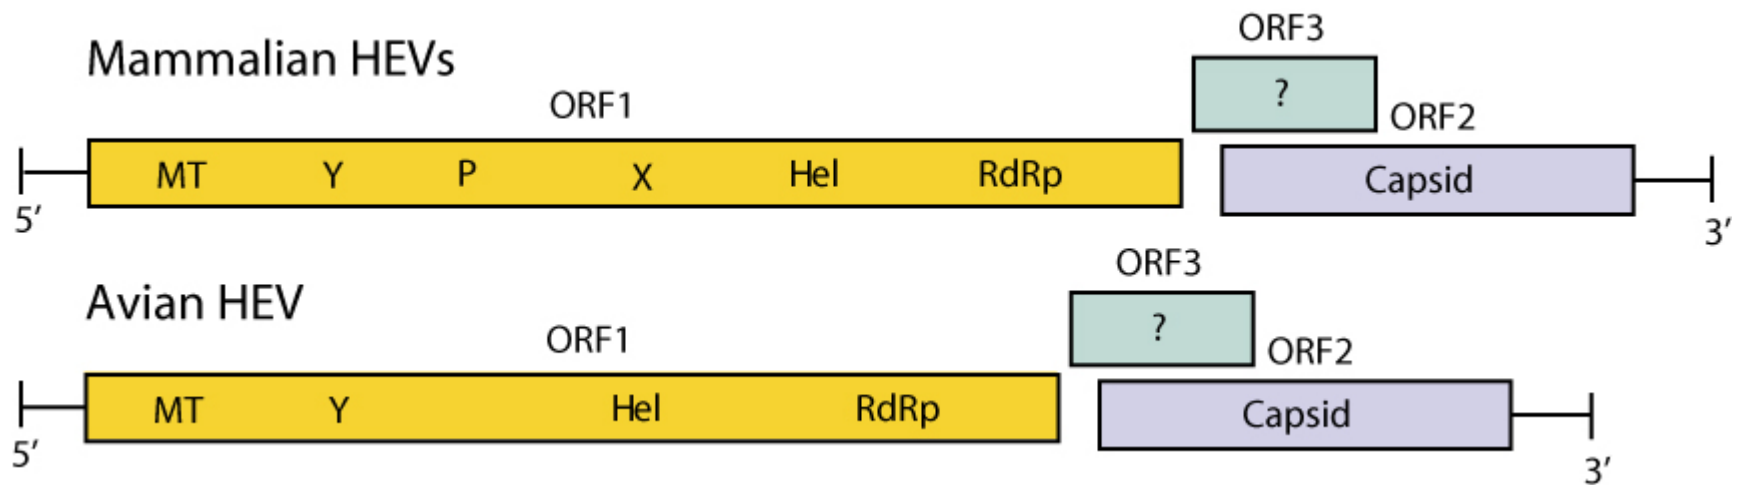 ORF3
Mammalian HEVs
?
ORF1
ORF2
MT Y P X Hel RdRp
Capsid
5′
3′
ORF3
Avian HEV
?
ORF1
ORF2
MT Y Hel RdRp
Capsid
5′
3′